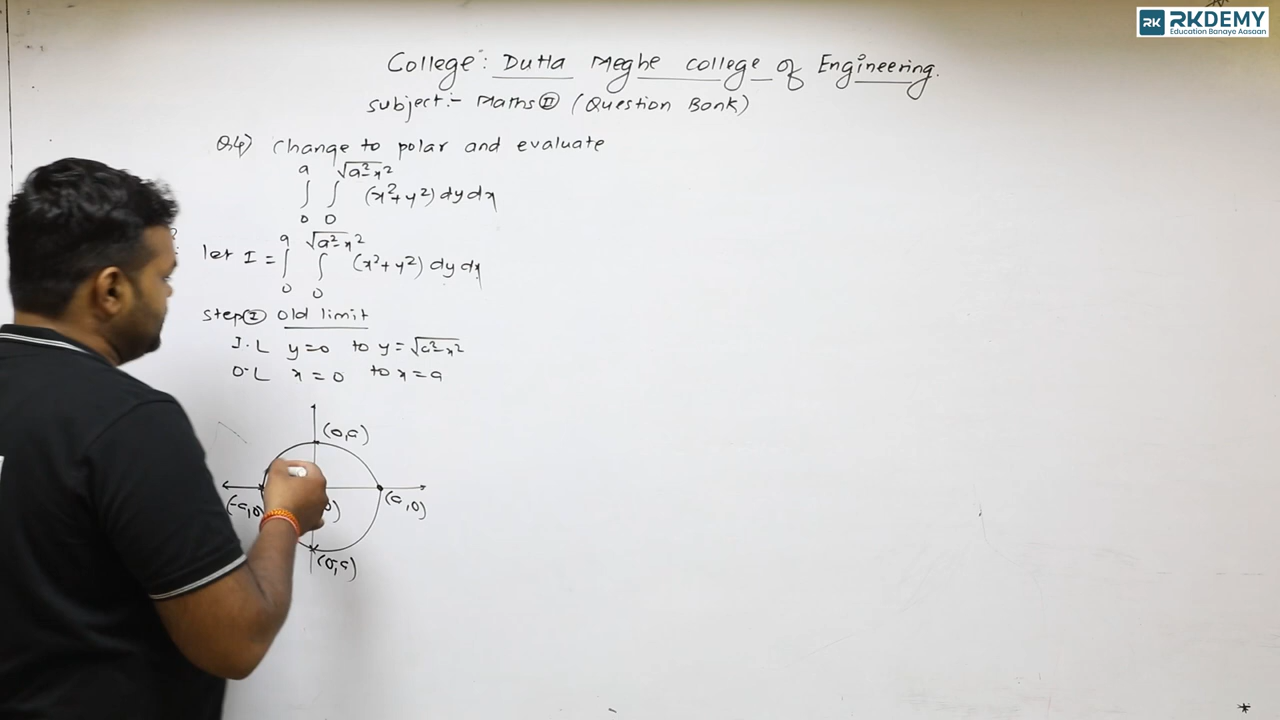 RK RKDEMY
Education Banaye Aasaan
College: Dutta Meghe college of Engineering.
Subject:- Maths II (Question Bank)
Q.4) Change to polar and evaluate
∫₀ᵃ ∫₀^√(a²-x²) (x²+y²) dy dx
let I = ∫₀ᵃ ∫₀^√(a²-x²) (x²+y²) dy dx
Step I Old limit
I.L y=0 to y=√(a²-x²)
O.L x=0 to x=a
(0,a)
(-a,0) (a,0)
(0,-a)